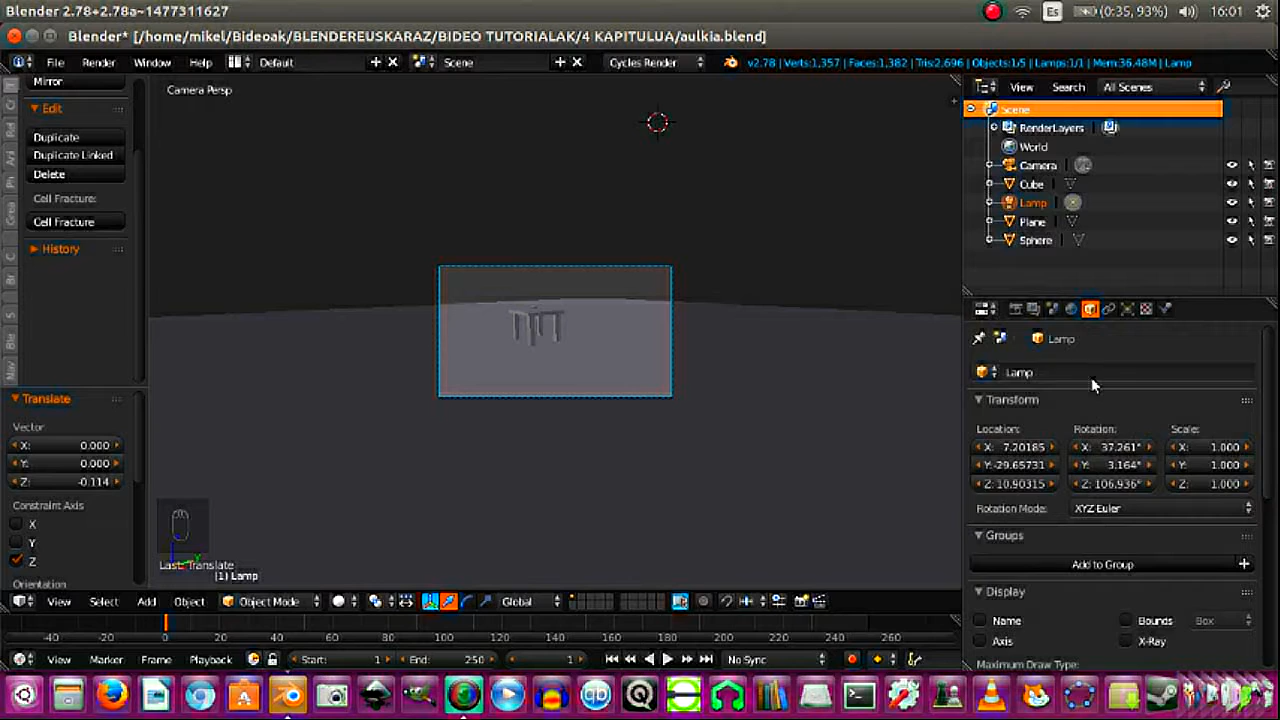 Blender 2.78+2.78a~1477311627
Es
(0:35, 93%)
16:01
Blender* [/home/mikel/Bideoak/BLENDEREUSKARAZ/BIDEO TUTORIALAK/4 KAPITULUA/aulkia.blend]
File Render Window Help Default Scene Cycles Render v2.78 | Verts:1,357 | Faces:1,382 | Tris:2,696 | Objects:1/5 | Lamps:1/1 | Mem:36.48M | Lamp
Mirror
Edit
Duplicate
Duplicate Linked
Delete
Cell Fracture:
Cell Fracture
History
Translate
Vector
X: 0.000
Y: 0.000
Z: -0.114
Constraint Axis
X
Y
Z
Orientation
Camera Persp
Last: Translate
(1) Lamp
View Select Add Object Object Mode Global
-40 -20 0 20 40 60 80 100 120 140 160 180 200 220 240 260
View Marker Frame Playback Start: 1 End: 250 1 No Sync
View Search All Scenes
Scene
RenderLayers
World
Camera
Cube
Lamp
Plane
Sphere
Lamp
Lamp
Transform
Location: Rotation: Scale:
X: 7.20185 X: 37.261° X: 1.000
Y:-29.65731 Y: 3.164° Y: 1.000
Z: 10.90315 Z: 106.936° Z: 1.000
Rotation Mode: XYZ Euler
Groups
Add to Group
Display
Name Bounds Box
Axis X-Ray
Maximum Draw Type: